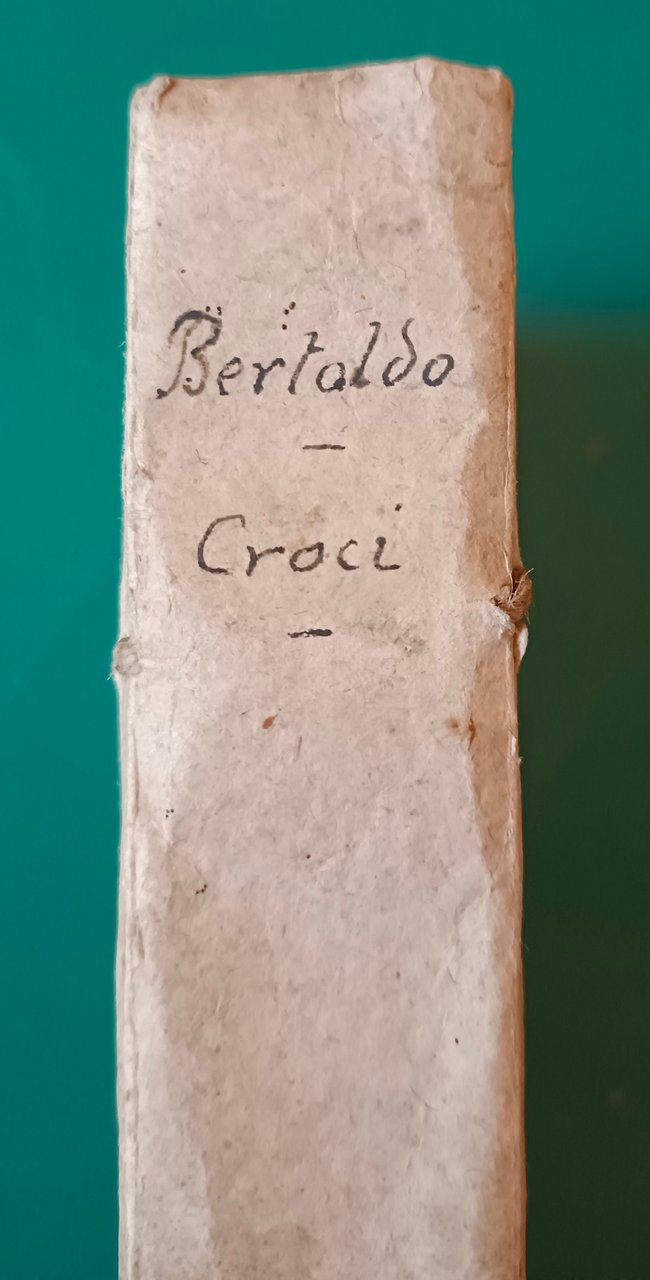 Bertoldo
—
Croci
—